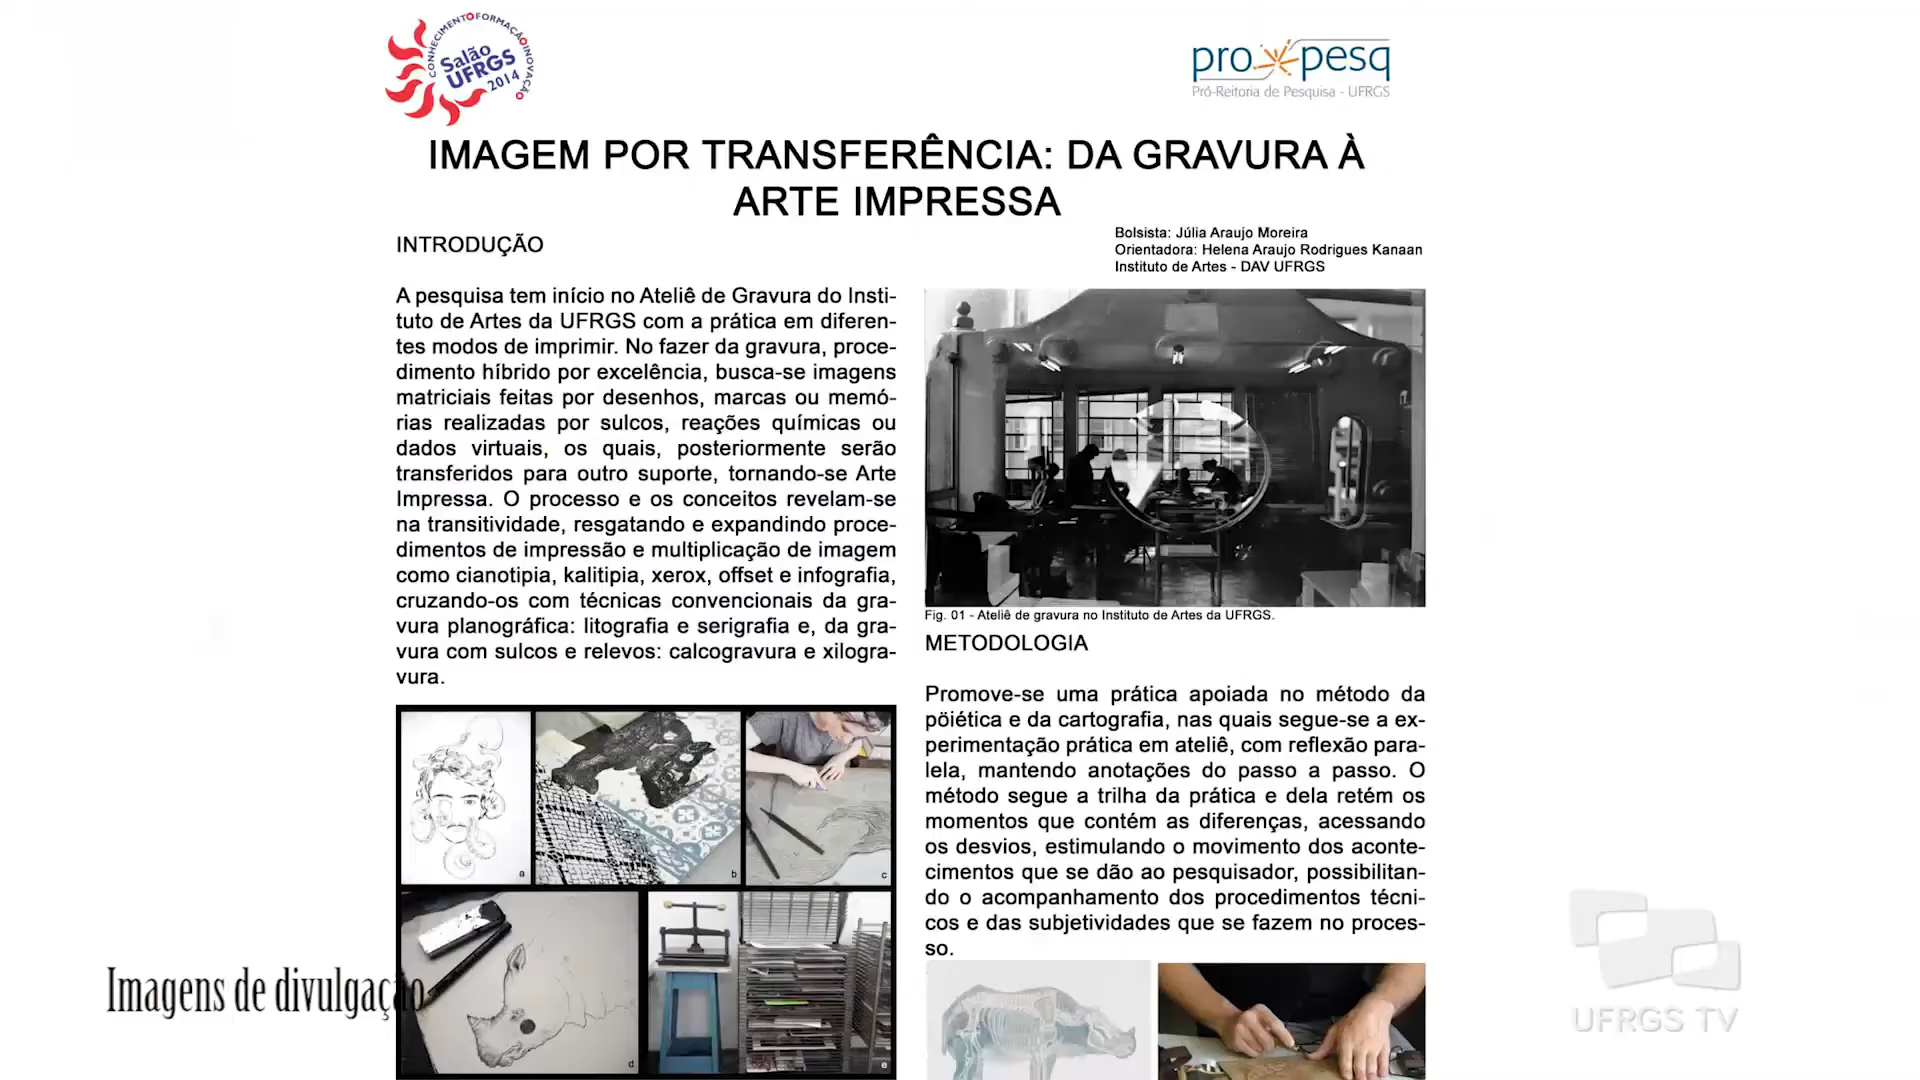 CONHECIMENTO FORMAÇÃO INOVAÇÃO
Salão
UFRGS
2014
propesq
Pró-Reitoria de Pesquisa - UFRGS
IMAGEM POR TRANSFERÊNCIA: DA GRAVURA À
ARTE IMPRESSA
Bolsista: Júlia Araujo Moreira
Orientadora: Helena Araujo Rodrigues Kanaan
Instituto de Artes - DAV UFRGS
INTRODUÇÃO
A pesquisa tem início no Ateliê de Gravura do Insti-
tuto de Artes da UFRGS com a prática em diferen-
tes modos de imprimir. No fazer da gravura, proce-
dimento híbrido por excelência, busca-se imagens
matriciais feitas por desenhos, marcas ou memó-
rias realizadas por sulcos, reações químicas ou
dados virtuais, os quais, posteriormente serão
transferidos para outro suporte, tornando-se Arte
Impressa. O processo e os conceitos revelam-se
na transitividade, resgatando e expandindo proce-
dimentos de impressão e multiplicação de imagem
como cianotipia, kalitipia, xerox, offset e infografia,
cruzando-os com técnicas convencionais da gra-
vura planográfica: litografia e serigrafia e, da gra-
vura com sulcos e relevos: calcogravura e xilogra-
vura.
a
b
c
d
e
Fig. 01 - Ateliê de gravura no Instituto de Artes da UFRGS.
METODOLOGIA
Promove-se uma prática apoiada no método da
pöiética e da cartografia, nas quais segue-se a ex-
perimentação prática em ateliê, com reflexão para-
lela, mantendo anotações do passo a passo. O
método segue a trilha da prática e dela retém os
momentos que contém as diferenças, acessando
os desvios, estimulando o movimento dos aconte-
cimentos que se dão ao pesquisador, possibilitan-
do o acompanhamento dos procedimentos técni-
cos e das subjetividades que se fazem no proces-
so.
Imagens de divulgação
UFRGS TV